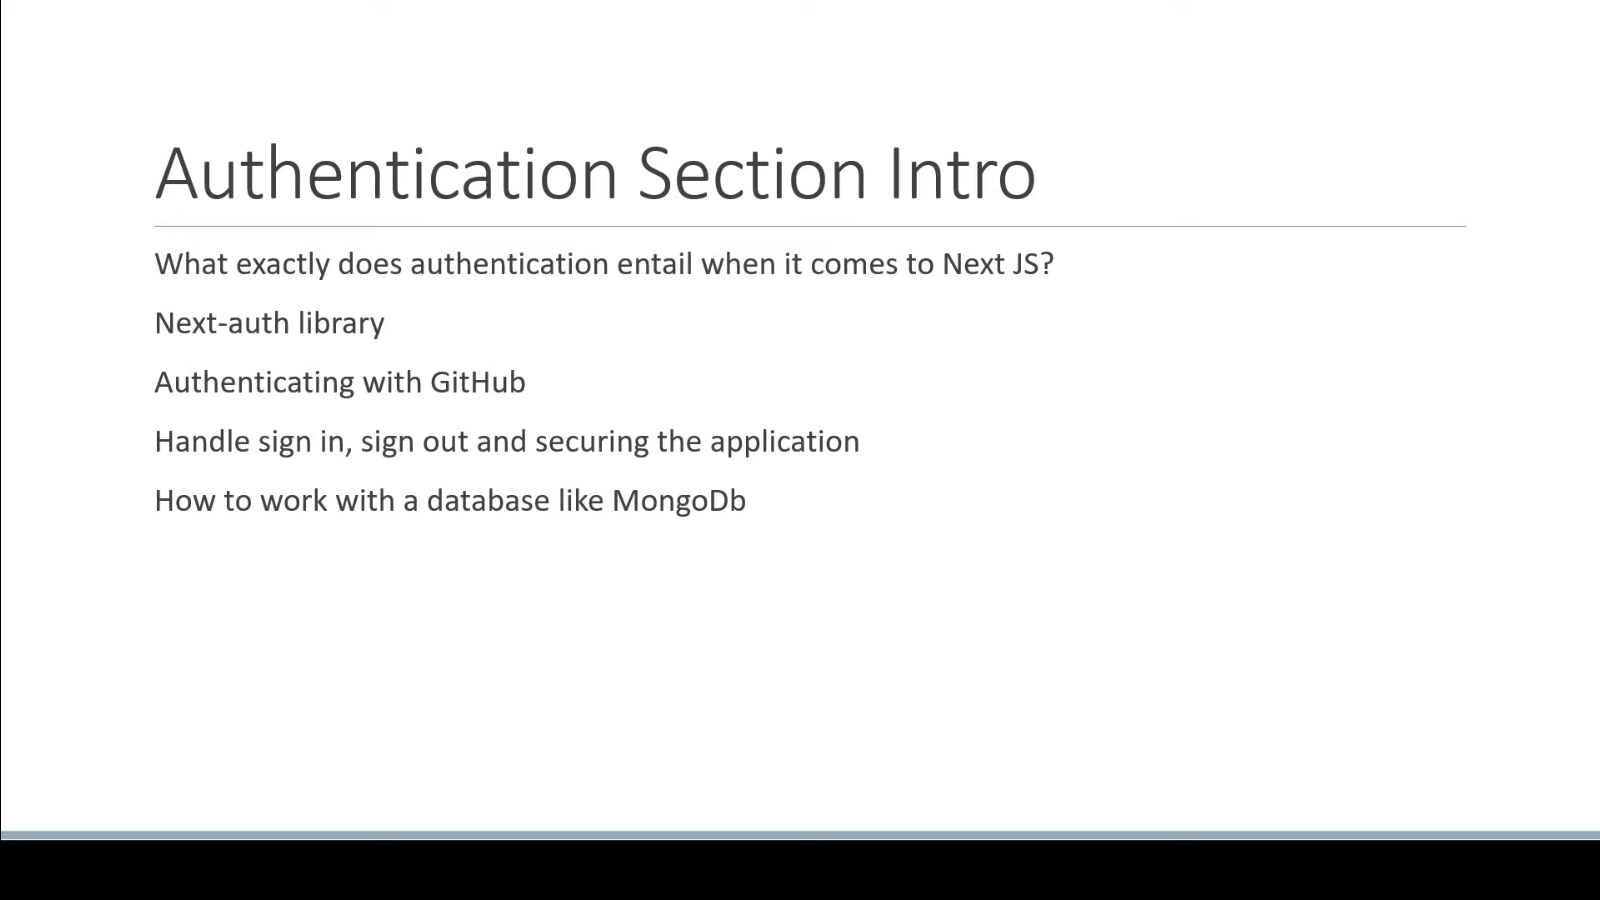 Authentication Section Intro
What exactly does authentication entail when it comes to Next JS?
Next-auth library
Authenticating with GitHub
Handle sign in, sign out and securing the application
How to work with a database like MongoDb